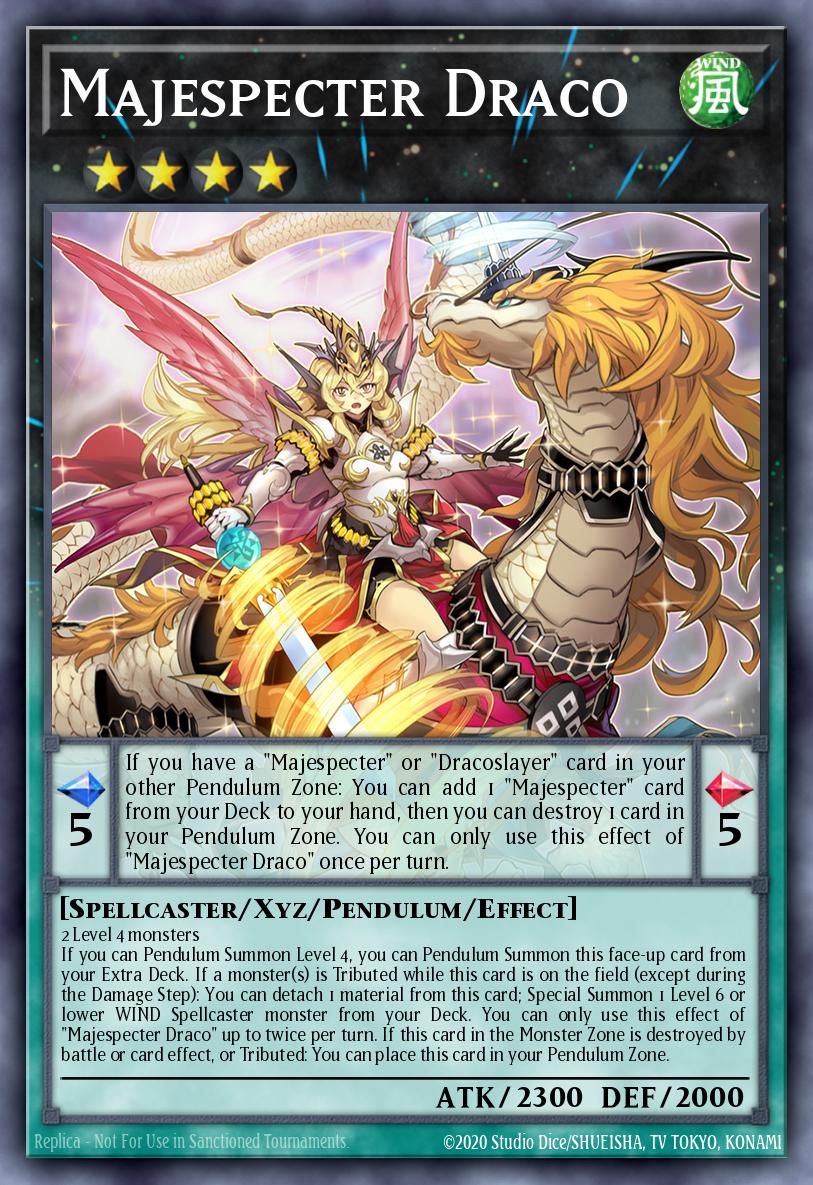 Majespecter Draco
WIND
風
If you have a "Majespecter" or "Dracoslayer" card in your
other Pendulum Zone: You can add 1 "Majespecter" card
from your Deck to your hand, then you can destroy 1 card in
your Pendulum Zone. You can only use this effect of
"Majespecter Draco" once per turn.
5
5
[Spellcaster/Xyz/Pendulum/Effect]
2 Level 4 monsters
If you can Pendulum Summon Level 4, you can Pendulum Summon this face-up card from
your Extra Deck. If a monster(s) is Tributed while this card is on the field (except during
the Damage Step): You can detach 1 material from this card; Special Summon 1 Level 6 or
lower WIND Spellcaster monster from your Deck. You can only use this effect of
"Majespecter Draco" up to twice per turn. If this card in the Monster Zone is destroyed by
battle or card effect, or Tributed: You can place this card in your Pendulum Zone.
ATK/2300 DEF/2000
Replica - Not For Use in Sanctioned Tournaments.
©2020 Studio Dice/SHUEISHA, TV TOKYO, KONAMI